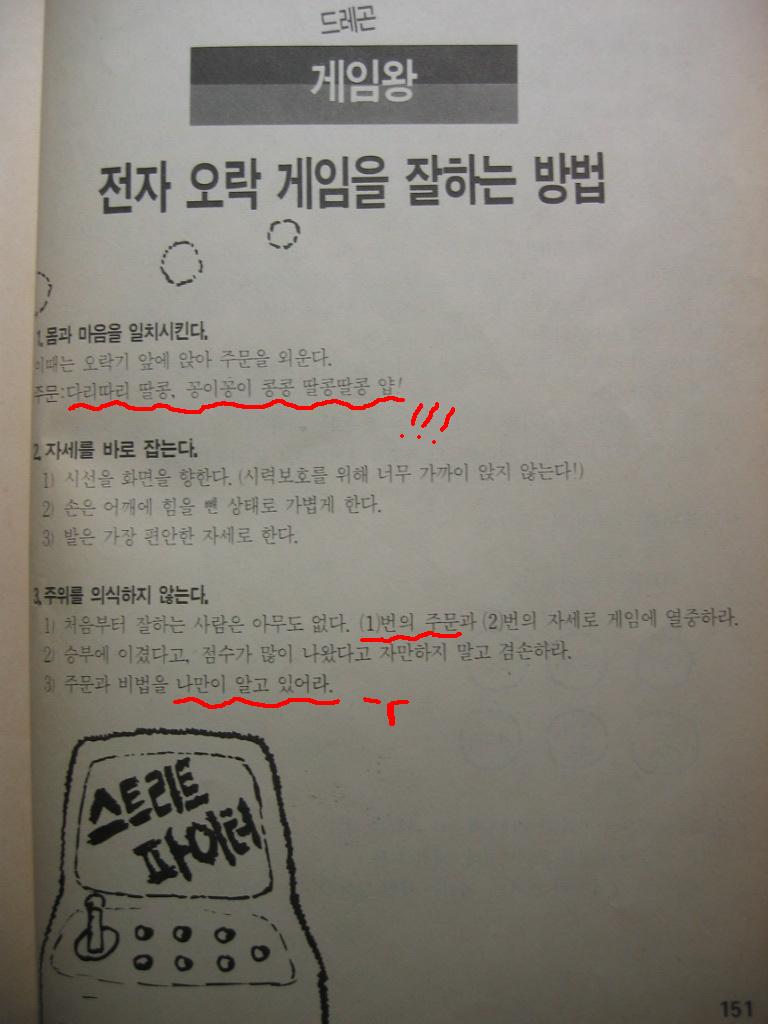 드레곤
게임왕
전자 오락 게임을 잘하는 방법
1. 몸과 마음을 일치시킨다.
이때는 오락기 앞에 앉아 주문을 외운다.
주문:다리따리 딸콩, 꽁이꽁이 콩콩 딸콩딸콩 얍!
!!!
2. 자세를 바로 잡는다.
1) 시선을 화면을 향한다. (시력보호를 위해 너무 가까이 앉지 않는다!)
2) 손은 어깨에 힘을 뺀 상태로 가볍게 한다.
3) 발은 가장 편안한 자세로 한다.
3. 주위를 의식하지 않는다.
1) 처음부터 잘하는 사람은 아무도 없다. (1)번의 주문과 (2)번의 자세로 게임에 열중하라.
2) 승부에 이겼다고, 점수가 많이 나왔다고 자만하지 말고 겸손하라.
3) 주문과 비법을 나만이 알고 있어라.
스트리트
파이터
151